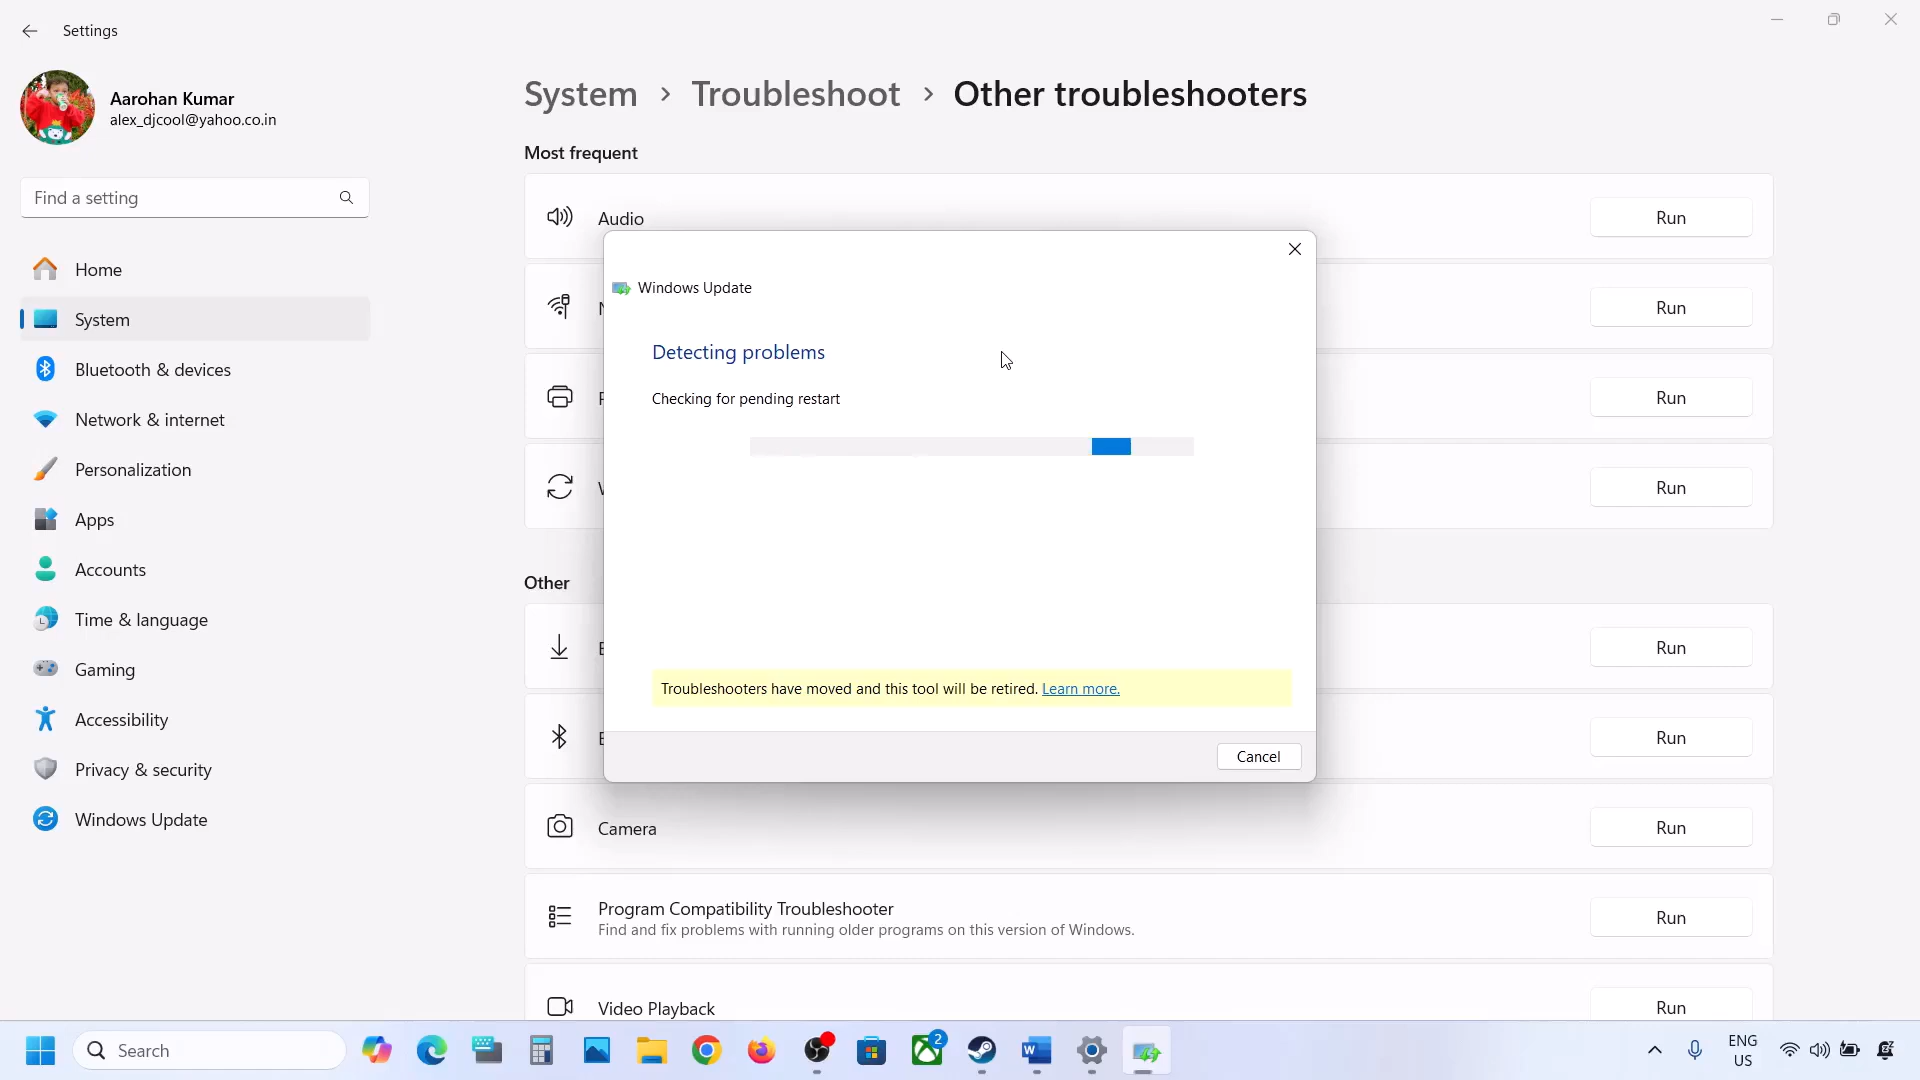 Settings
Aarohan Kumar
alex_djcool@yahoo.co.in
Find a setting
Home
System
Bluetooth & devices
Network & internet
Personalization
Apps
Accounts
Time & language
Gaming
Accessibility
Privacy & security
Windows Update
System > Troubleshoot > Other troubleshooters
Most frequent
Audio
Run
Run
Run
Run
Windows Update
Detecting problems
Checking for pending restart
Troubleshooters have moved and this tool will be retired. Learn more.
Cancel
Other
Run
Run
Camera
Run
Program Compatibility Troubleshooter
Find and fix problems with running older programs on this version of Windows.
Run
Video Playback
Run
Search
2
ENG
US